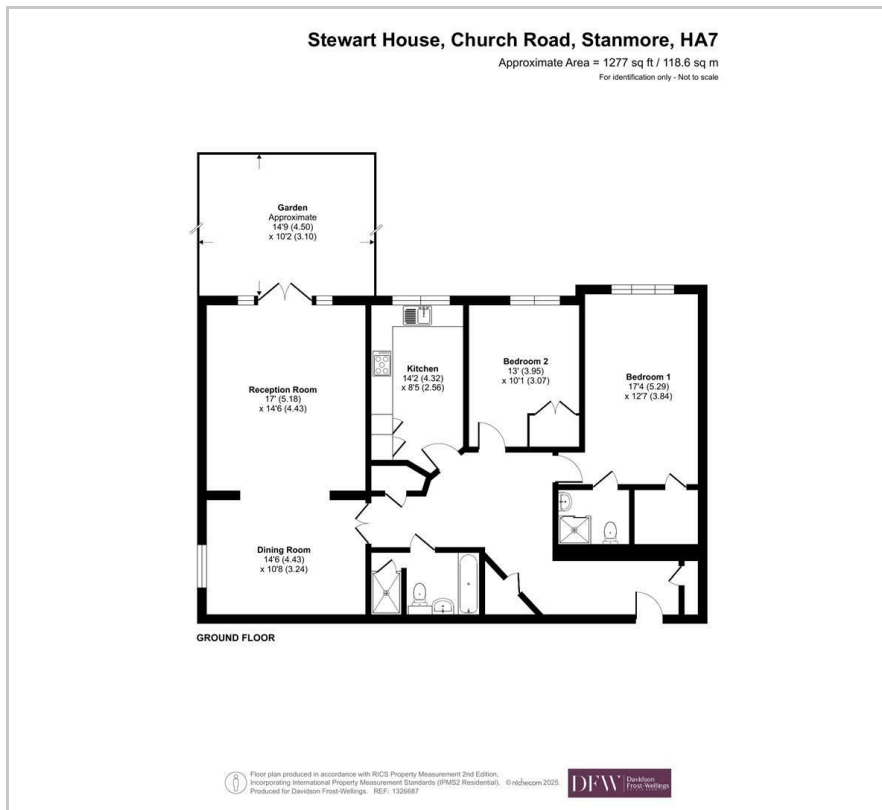 Stewart House, Church Road, Stanmore, HA7
Approximate Area = 1277 sq ft / 118.6 sq m
For identification only - Not to scale
Garden
Approximate
14'9 (4.50)
x 10'2 (3.10)
Reception Room
17' (5.18)
x 14'6 (4.43)
Kitchen
14'2 (4.32)
x 8'5 (2.56)
Bedroom 2
13' (3.95)
x 10'1 (3.07)
Bedroom 1
17'4 (5.29)
x 12'7 (3.84)
Dining Room
14'6 (4.43)
x 10'8 (3.24)
GROUND FLOOR
Floor plan produced in accordance with RICS Property Measurement 2nd Edition,
Incorporating International Property Measurement Standards (IPMS2 Residential). © nichecom 2025.
Produced for Davidson Frost-Wellings. REF: 1326687
DFW
Davidson
Frost-Wellings